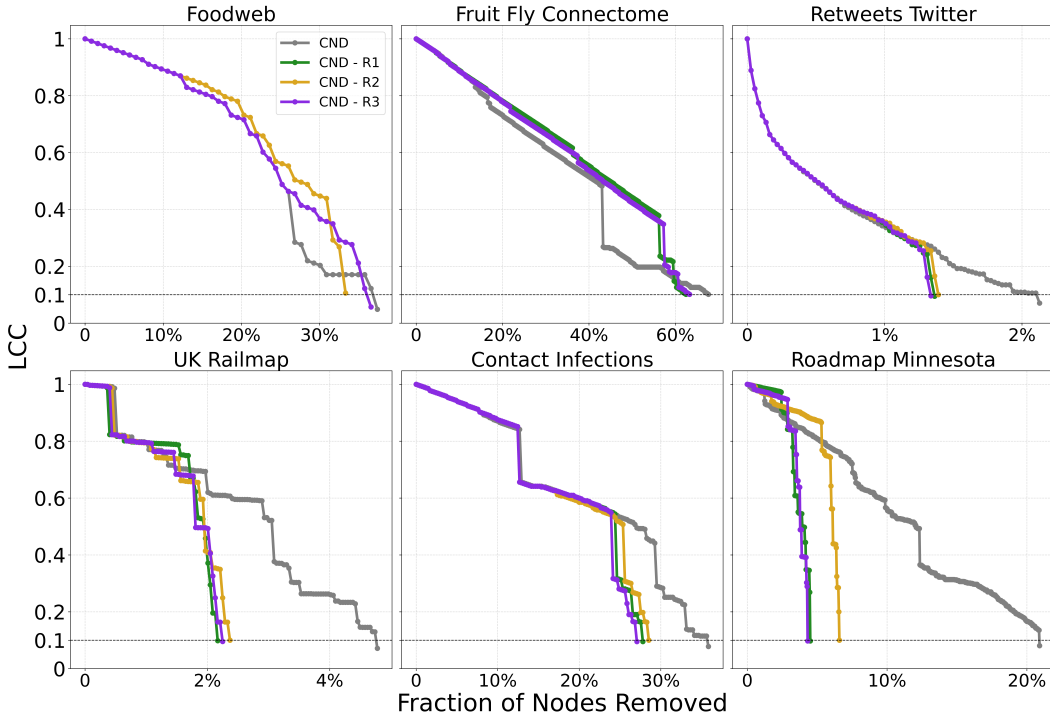 Foodweb
Fruit Fly Connectome
Retweets Twitter
1
0.8
0.6
0.4
0.2
0.1
0
CND
CND - R1
CND - R2
CND - R3
0 10% 20% 30%
0 20% 40% 60%
0 1% 2%
LCC
UK Railmap
Contact Infections
Roadmap Minnesota
1
0.8
0.6
0.4
0.2
0.1
0
0 2% 4%
0 10% 20% 30%
0 10% 20%
Fraction of Nodes Removed